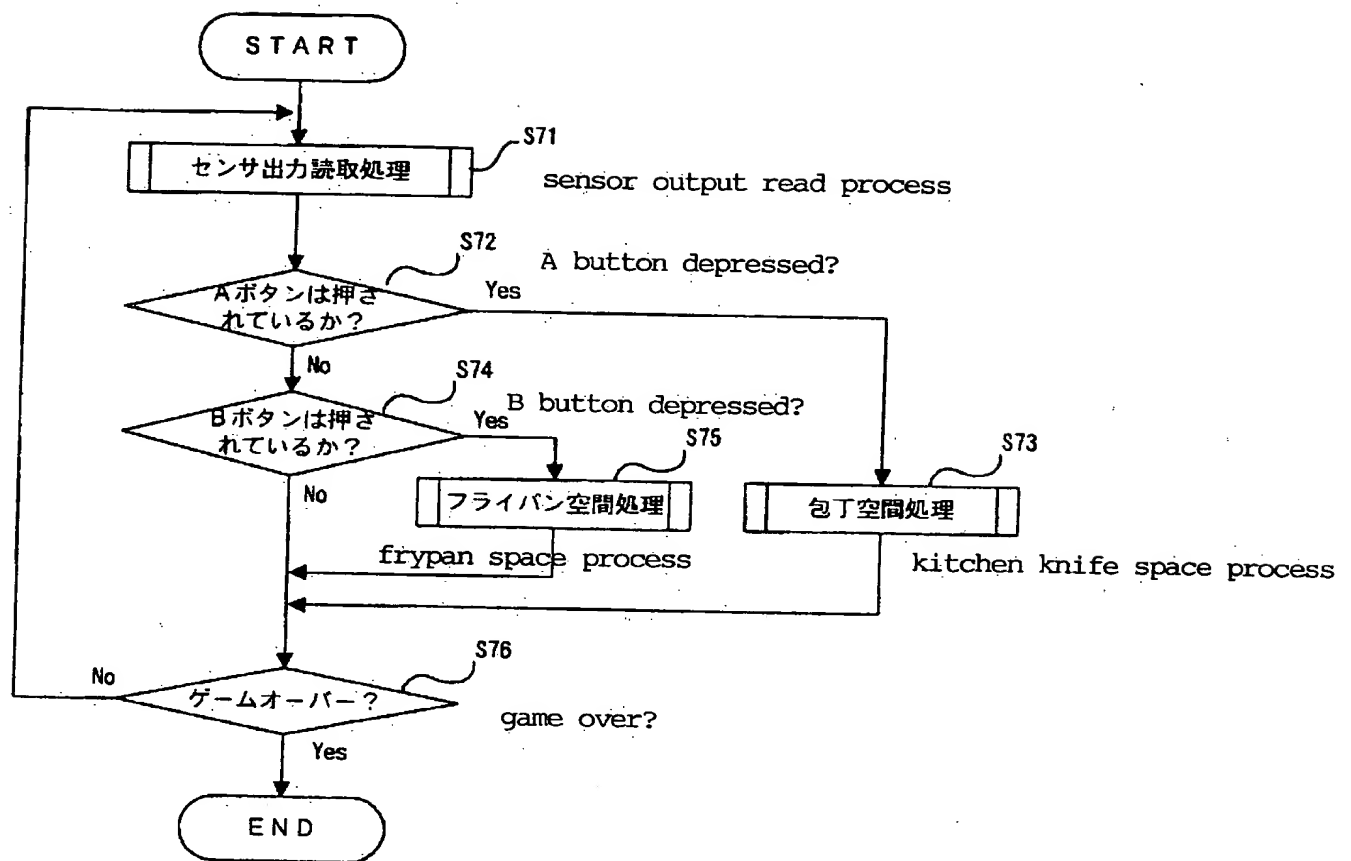 START
S71
センサ出力読取処理
sensor output read process
S72
A button depressed?
Aボタンは押さ
れているか？
Yes
No
S74
B button depressed?
Bボタンは押さ
れているか？
Yes
No
S75
フライパン空間処理
frypan space process
S73
包丁空間処理
kitchen knife space process
S76
ゲームオーバー？
game over?
No
Yes
END